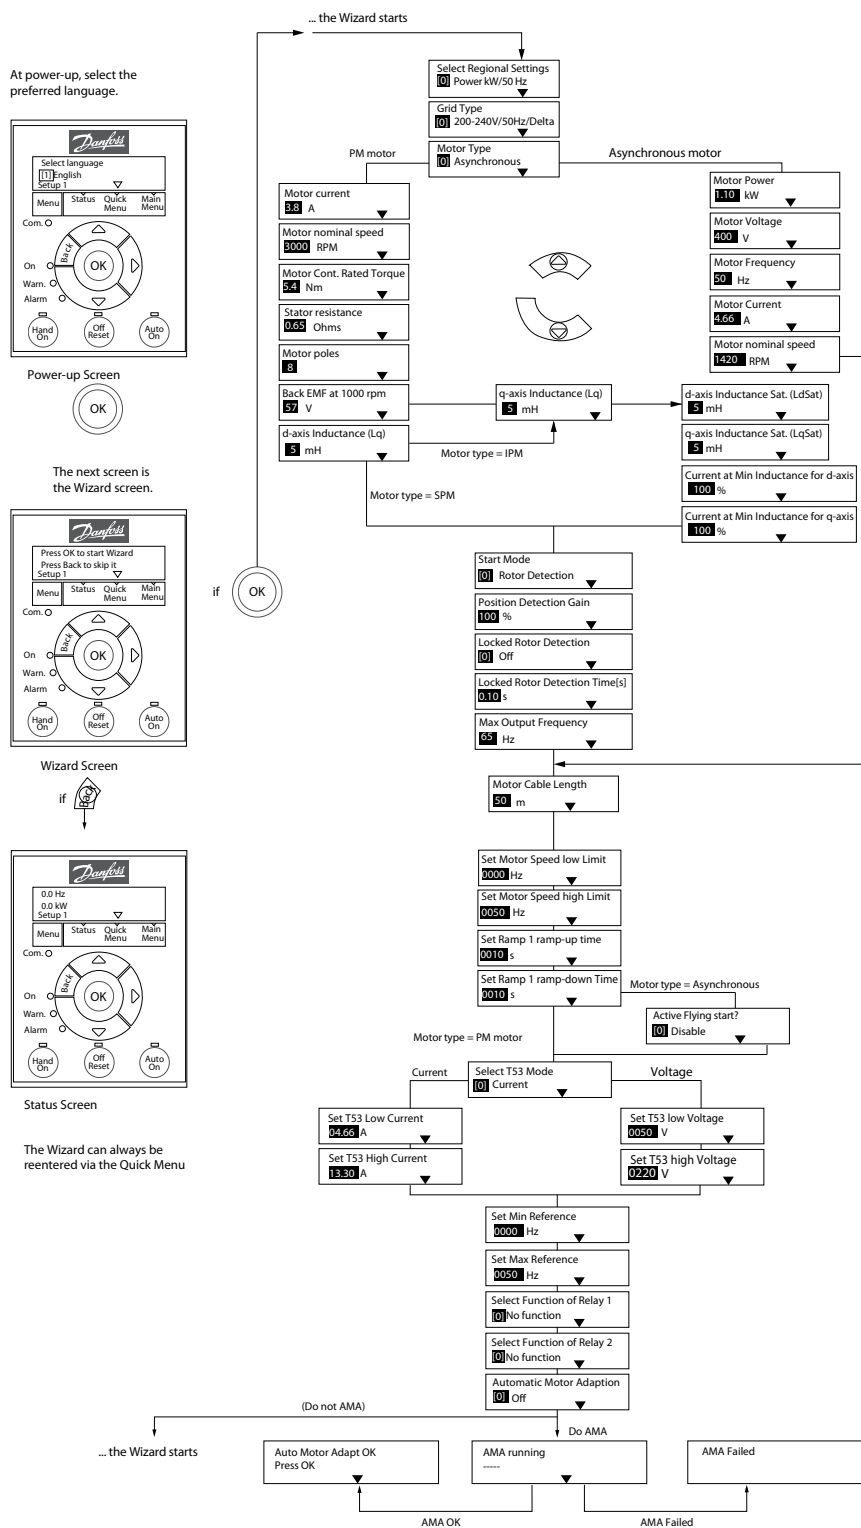 ... the Wizard starts
At power-up, select the
preferred language.
Danfoss
Select language
[1] English
Setup 1
Menu
Status
Quick
Menu
Main
Menu
Com.
Back
OK
On
Warn.
Alarm
Hand
On
Off
Reset
Auto
On
Power-up Screen
OK
The next screen is
the Wizard screen.
Danfoss
Press OK to start Wizard
Press Back to skip it
Setup 1
Menu
Status
Quick
Menu
Main
Menu
Com.
Back
OK
On
Warn.
Alarm
Hand
On
Off
Reset
Auto
On
if
OK
Wizard Screen
if
Back
Danfoss
0.0 Hz
0.0 kW
Setup 1
Menu
Status
Quick
Menu
Main
Menu
Com.
Back
OK
On
Warn.
Alarm
Hand
On
Off
Reset
Auto
On
Status Screen
The Wizard can always be
reentered via the Quick Menu
Select Regional Settings
[0] Power kW/50 Hz
Grid Type
[0] 200-240V/50Hz/Delta
Motor Type
[0] Asynchronous
PM motor
Asynchronous motor
Motor current
3.8 A
Motor nominal speed
3000 RPM
Motor Cont. Rated Torque
5.4 Nm
Stator resistance
0.65 Ohms
Motor poles
8
Back EMF at 1000 rpm
57 V
d-axis Inductance (Lq)
5 mH
Motor Power
1.10 kW
Motor Voltage
400 V
Motor Frequency
50 Hz
Motor Current
4.66 A
Motor nominal speed
1420 RPM
q-axis Inductance (Lq)
5 mH
Motor type = IPM
Motor type = SPM
d-axis Inductance Sat. (LdSat)
5 mH
q-axis Inductance Sat. (LqSat)
5 mH
Current at Min Inductance for d-axis
100 %
Current at Min Inductance for q-axis
100 %
Start Mode
[0] Rotor Detection
Position Detection Gain
100 %
Locked Rotor Detection
[0] Off
Locked Rotor Detection Time[s]
0.10 s
Max Output Frequency
65 Hz
Motor Cable Length
50 m
Set Motor Speed low Limit
0000 Hz
Set Motor Speed high Limit
0050 Hz
Set Ramp 1 ramp-up time
0010 s
Set Ramp 1 ramp-down Time
0010 s
Motor type = Asynchronous
Active Flying start?
[0] Disable
Motor type = PM motor
Current
Select T53 Mode
[0] Current
Voltage
Set T53 Low Current
04.66 A
Set T53 High Current
13.30 A
Set T53 low Voltage
0050 V
Set T53 high Voltage
0220 V
Set Min Reference
0000 Hz
Set Max Reference
0050 Hz
Select Function of Relay 1
[0] No function
Select Function of Relay 2
[0] No function
Automatic Motor Adaption
[0] Off
(Do not AMA)
Do AMA
... the Wizard starts
Auto Motor Adapt OK
Press OK
AMA running
-----
AMA Failed
AMA OK
AMA Failed